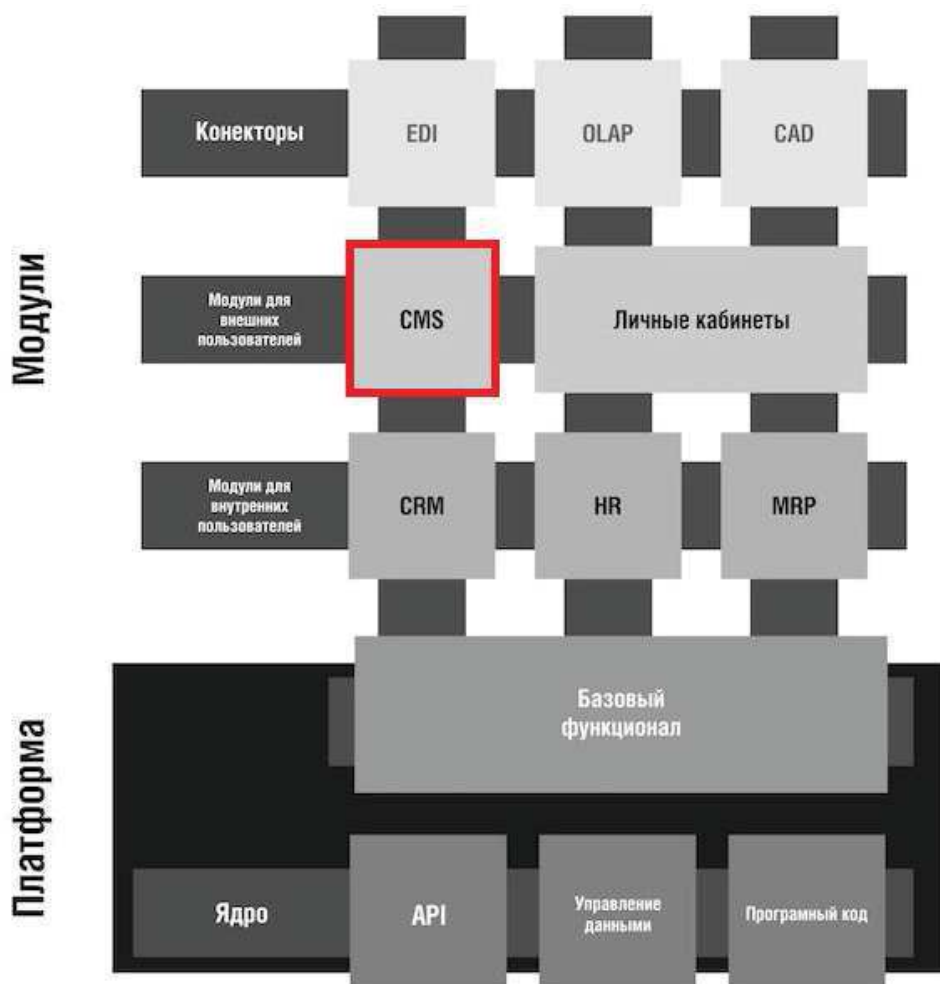 Модули
Конекторы
EDI
OLAP
CAD
Модули для
внешних
пользователей
CMS
Личные кабинеты
Модули для
внутренних
пользователей
CRM
HR
MRP
Платформа
Базовый
функционал
Ядро
API
Управление
данными
Програмный код